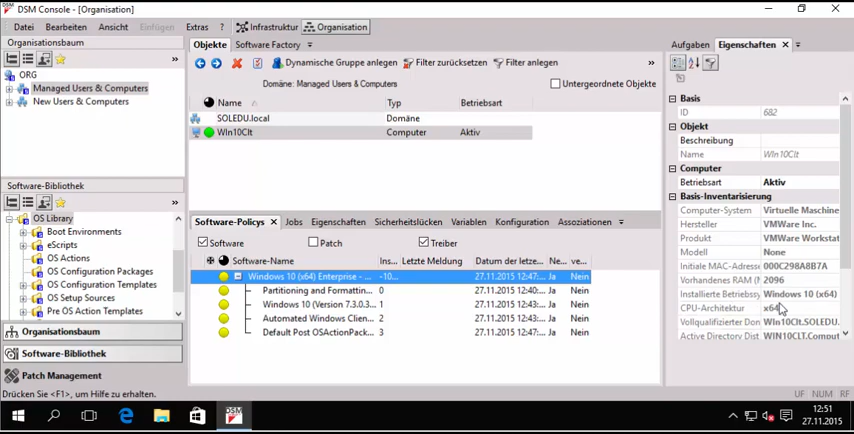 DSM DSM Console - [Organisation]
Datei Bearbeiten Ansicht Einfügen Extras ? Infrastruktur Organisation
Organisationsbaum
ORG
Managed Users & Computers
New Users & Computers
Software-Bibliothek
OS Library
Boot Environments
eScripts
OS Actions
OS Configuration Packages
OS Configuration Templates
OS Setup Sources
Pre OS Action Templates
Organisationsbaum
Software-Bibliothek
Patch Management
Objekte Software Factory
Dynamische Gruppe anlegen Filter zurücksetzen Filter anlegen
Domäne: Managed Users & Computers Untergeordnete Objekte
Name Typ Betriebsart
SOLEDU.local Domäne
WIn10Clt Computer Aktiv
Software-Policys Jobs Eigenschaften Sicherheitslücken Variablen Konfiguration Assoziationen
Software Patch Treiber
Software-Name Ins... Letzte Meldung Datum der letze... Ne... ve...
Windows 10 (x64) Enterprise - ... -10... 27.11.2015 12:47:... Ja Nein
Partitioning and Formattin... 0 27.11.2015 12:40:... Ja Nein
Windows 10 (Version 7.3.0.3... 1 27.11.2015 12:47:... Ja Nein
Automated Windows Clien... 2 27.11.2015 12:47:... Ja Nein
Default Post OSActionPack... 3 27.11.2015 12:47:... Ja Nein
Aufgaben Eigenschaften
Basis
ID 682
Objekt
Beschreibung
Name WIn10Clt
Computer
Betriebsart Aktiv
Basis-Inventarisierung
Computer-System Virtuelle Maschine
Hersteller VMWare Inc.
Produkt VMWare Workstat
Modell None
Initiale MAC-Adress 000C298A8B7A
Vorhandenes RAM (M 2096
Installierte Betriebssy Windows 10 (x64)
CPU-Architektur x64
Vollqualifizierter Don WIn10Clt.SOLEDU.
Active Directory Dist WIN10CLT.Comput
Drücken Sie <F1>, um Hilfe zu erhalten. UF NUM RF
12:51
27.11.2015